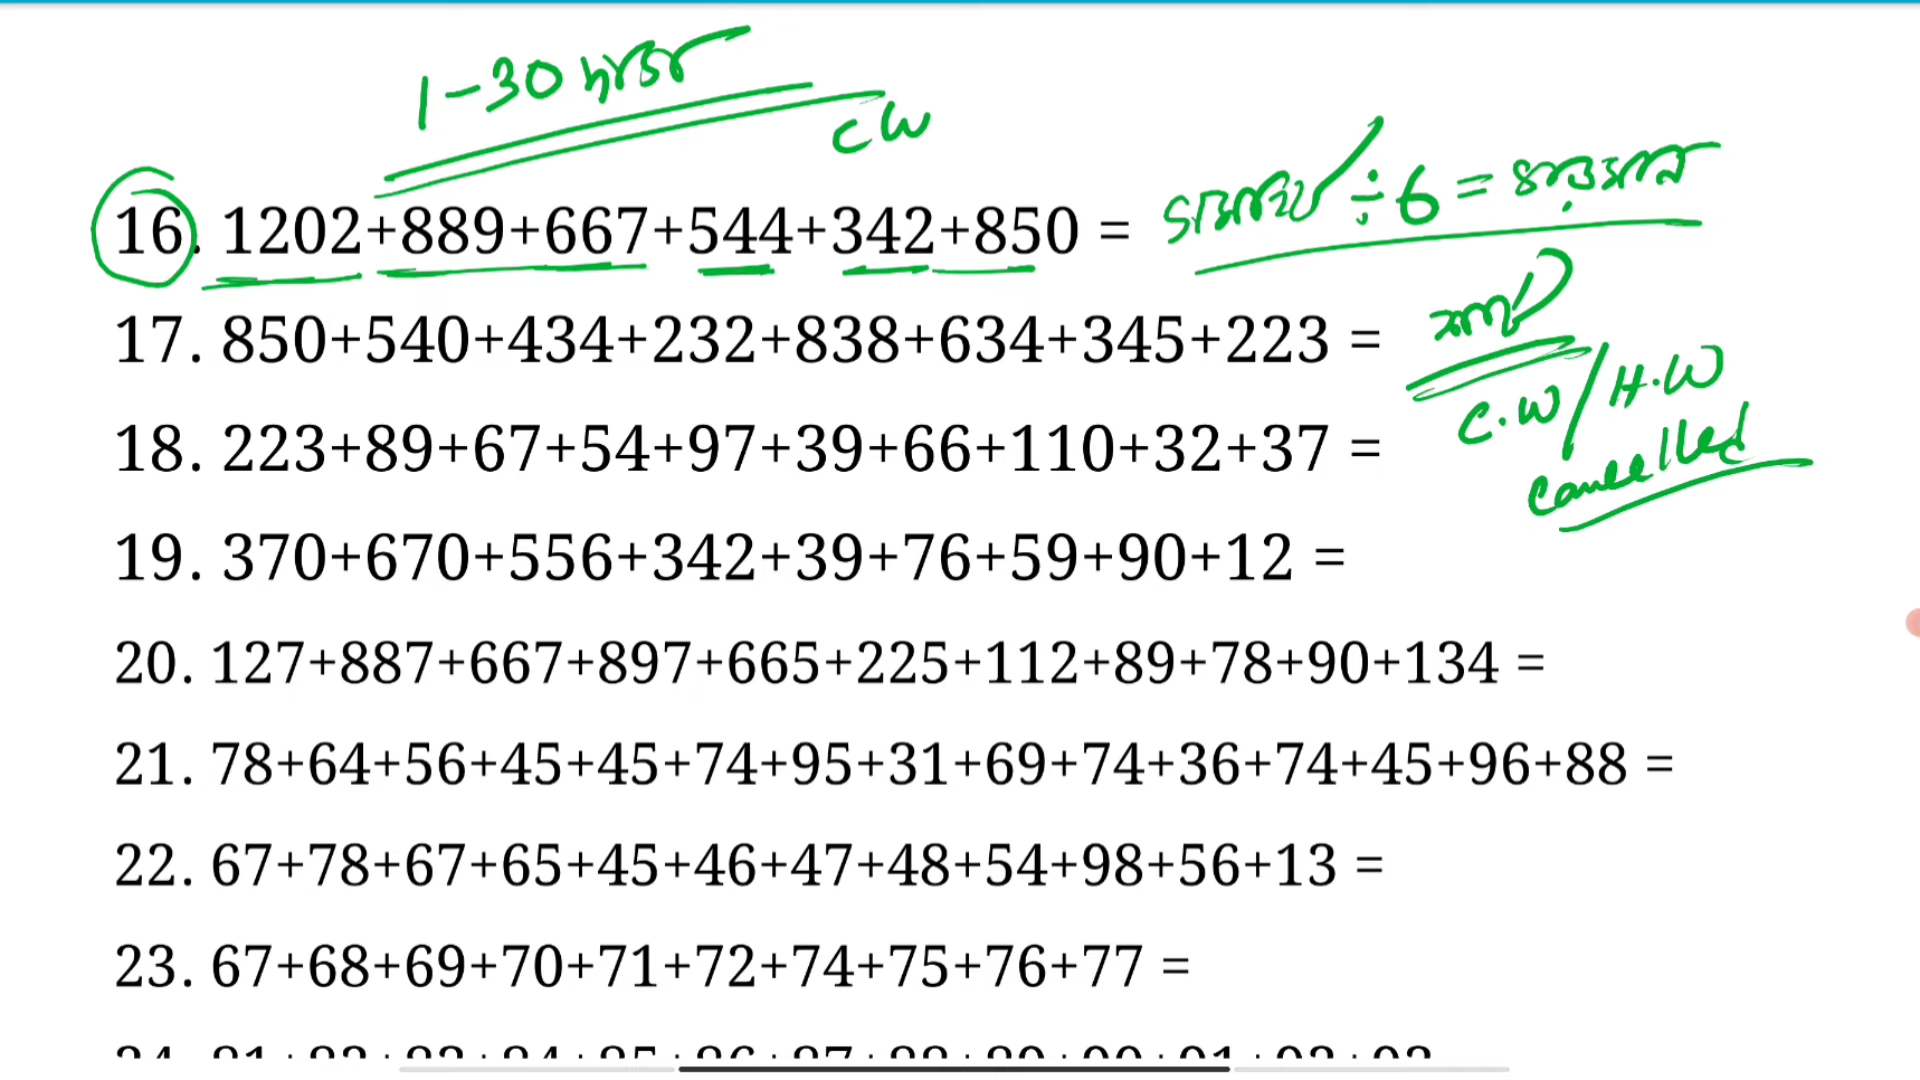 1-30 নম্বর
CW
16. 1202+889+667+544+342+850 = যোগফল ÷6 =
17. 850+540+434+232+838+634+345+223 =
C.W/H.W
Cancelled
18. 223+89+67+54+97+39+66+110+32+37 =
19. 370+670+556+342+39+76+59+90+12 =
20. 127+887+667+897+665+225+112+89+78+90+134 =
21. 78+64+56+45+45+74+95+31+69+74+36+74+45+96+88 =
22. 67+78+67+65+45+46+47+48+54+98+56+13 =
23. 67+68+69+70+71+72+74+75+76+77 =